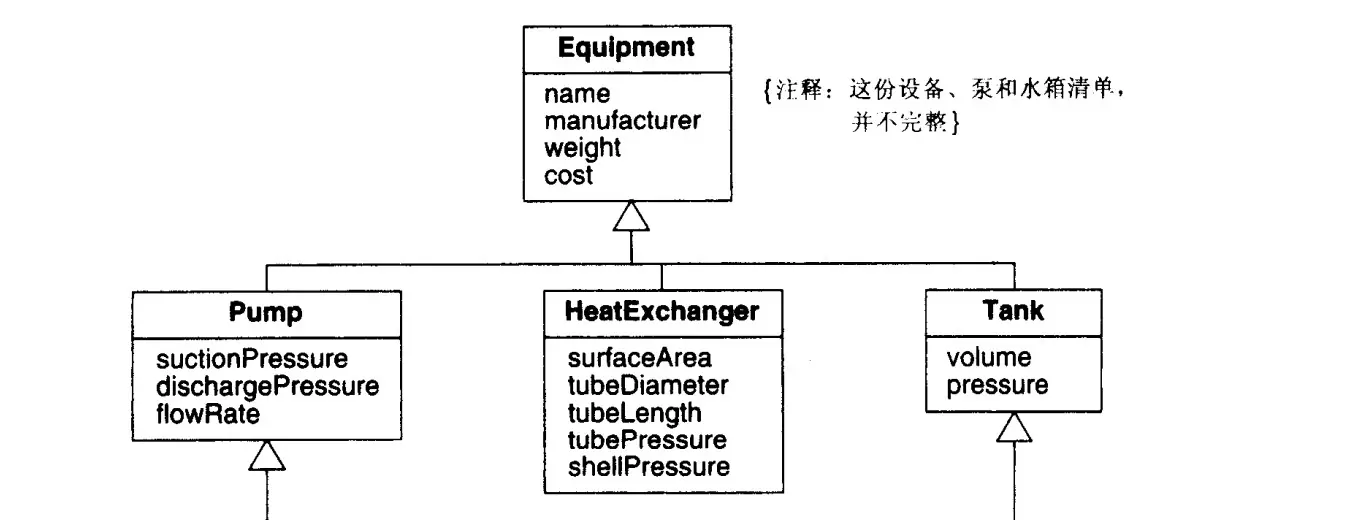 Equipment
name
manufacturer
weight
cost
{注释：这份设备、泵和水箱清单，
并不完整}
Pump
suctionPressure
dischargePressure
flowRate
HeatExchanger
surfaceArea
tubeDiameter
tubeLength
tubePressure
shellPressure
Tank
volume
pressure